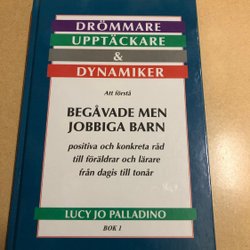 DRÖMMARE
UPPTÄCKARE
&
DYNAMIKER
Att förstå
BEGÅVADE MEN
JOBBIGA BARN
positiva och konkreta råd
till föräldrar och lärare
från dagis till tonår
LUCY JO PALLADINO
BOK I